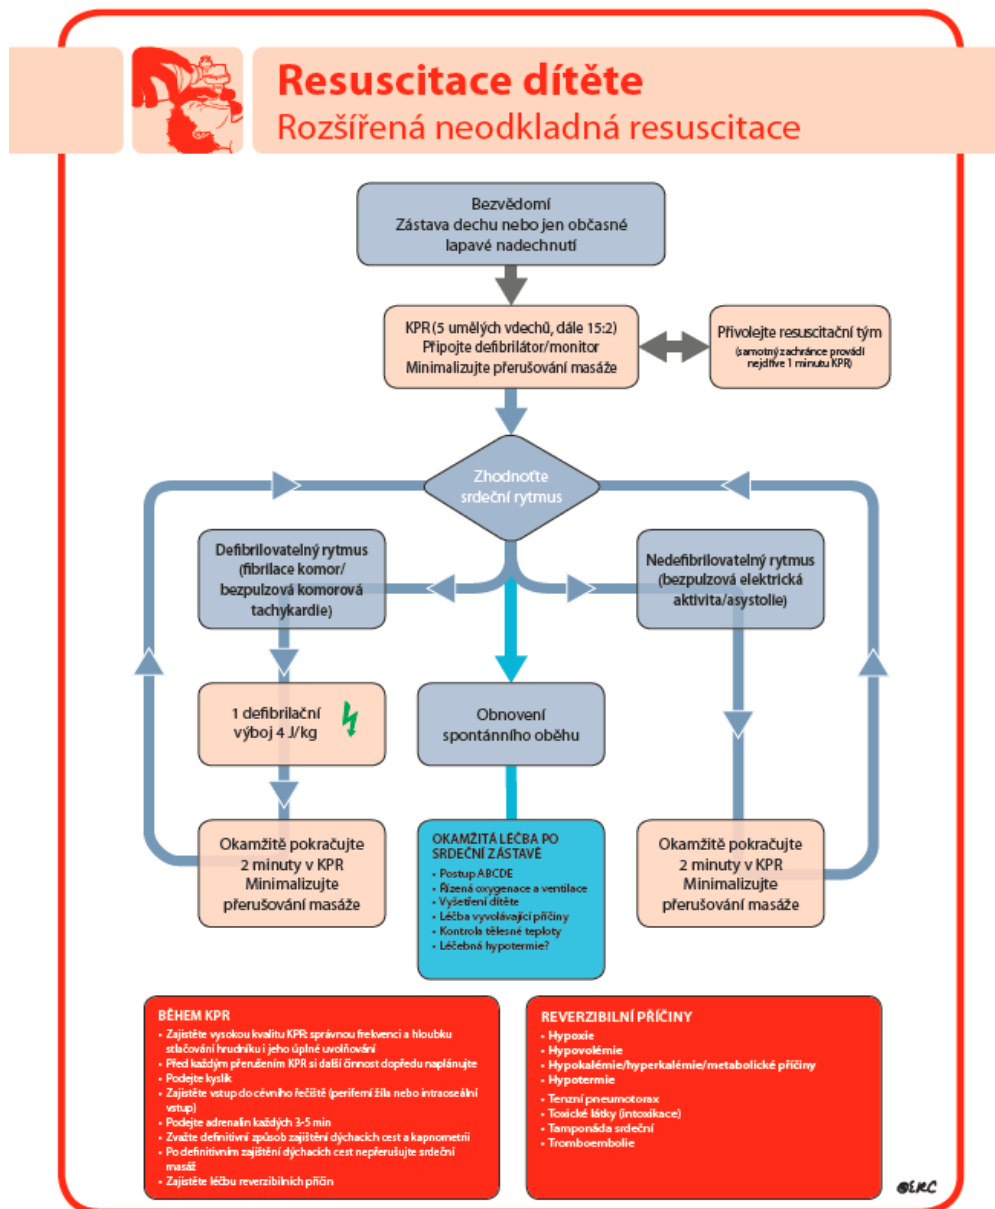 Resuscitace dítěte
Rozšířená neodkladná resuscitace
Bezvědomí
Zástava dechu nebo jen občasné
lapavé nadechnutí
KPR (5 umělých vdechů, dále 15:2)
Připojte defibrilátor/monitor
Minimalizujte přerušování masáže
Přivolejte resuscitační tým
(samotný zachránce provádí
nejdříve 1 minutu KPR)
Zhodnoťte
srdeční rytmus
Defibrilovatelný rytmus
(fibrilace komor/
bezpulzová komorová
tachykardie)
Nedefibrilovatelný rytmus
(bezpulzová elektrická
aktivita/asystolie)
1 defibrilační
výboj 4 J/kg
Obnovení
spontánního oběhu
Okamžitě pokračujte
2 minuty v KPR
Minimalizujte
přerušování masáže
OKAMŽITÁ LÉČBA PO
SRDEČNÍ ZÁSTAVĚ
• Postup ABCDE
• Řízená oxygenace a ventilace
• Vyšetření dítěte
• Léčba vyvolávající příčiny
• Kontrola tělesné teploty
• Léčebná hypotermie?
Okamžitě pokračujte
2 minuty v KPR
Minimalizujte
přerušování masáže
BĚHEM KPR
• Zajistěte vysokou kvalitu KPR: správnou frekvenci a hloubku
stlačování hrudníku i jeho úplné uvolňování
• Před každým přerušením KPR si další činnost dopředu naplánujte
• Podejte kyslík
• Zajistěte vstup do cévního řečiště (periferní žíla nebo intraoseální
vstup)
• Podejte adrenalin každých 3-5 min
• Zvažte definitivní způsob zajištění dýchacích cest a kapnometrii
• Po definitivním zajištění dýchacích cest nepřerušujte srdeční
masáž
• Zajistěte léčbu reverzibilních příčin
REVERZIBILNÍ PŘÍČINY
• Hypoxie
• Hypovolémie
• Hypokalémie/hyperkalémie/metabolické příčiny
• Hypotermie
• Tenzní pneumotorax
• Toxické látky (intoxikace)
• Tamponáda srdeční
• Tromboembolie
@ERC